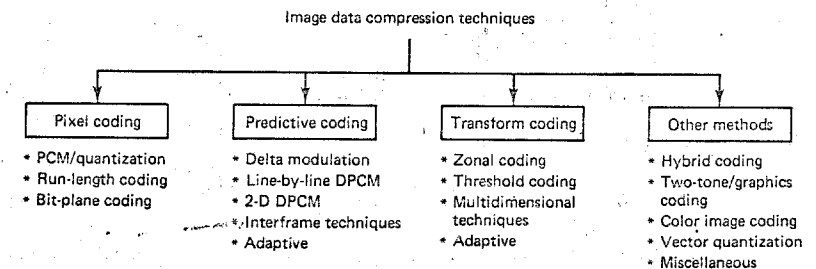 Image data compression techniques
Pixel coding
* PCM/quantization
* Run-length coding
* Bit-plane coding
Predictive coding
* Delta modulation
* Line-by-line DPCM
* 2-D DPCM
* Interframe techniques
* Adaptive
Transform coding
* Zonal coding
* Threshold coding
* Multidimensional
techniques
* Adaptive
Other methods
* Hybrid coding
* Two-tone/graphics
coding
* Color image coding
* Vector quantization
* Miscellaneous